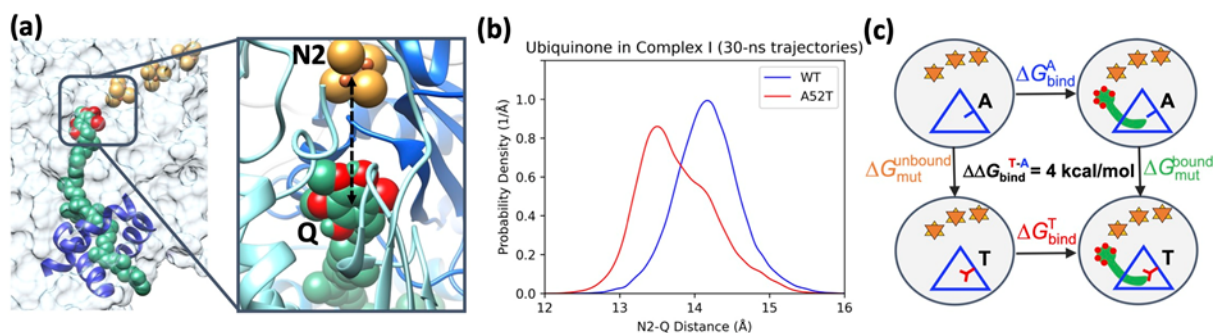 (a)
N2
Q
(b)
Ubiquinone in Complex I (30-ns trajectories)
WT
A52T
Probability Density (1/Å)
1.0
0.8
0.6
0.4
0.2
0.0
12 13 14 15 16
N2-Q Distance (Å)
(c)
A
ΔG^A_bind
A
ΔG^unbound_mut
ΔΔG^T-A_bind = 4 kcal/mol
ΔG^bound_mut
T
ΔG^T_bind
T